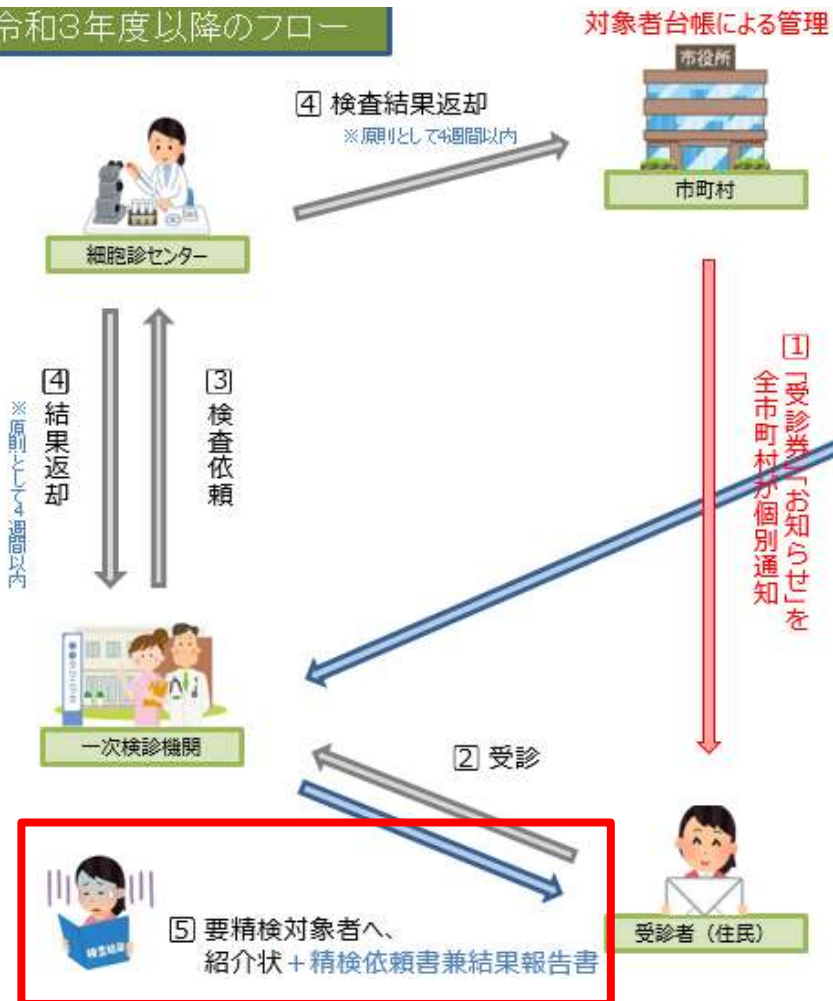 令和3年度以降のフロー
対象者台帳による管理
市役所
4 検査結果返却
※原則として4週間以内
市町村
細胞診センター
1 「受診券」「お知らせ」を
全市町村が個別通知
4 結果返却
※原則として4週間以内
3 検査依頼
一次検診機関
2 受診
検査結果
5 要精検対象者へ、
紹介状+精検依頼書兼結果報告書
受診者(住民)